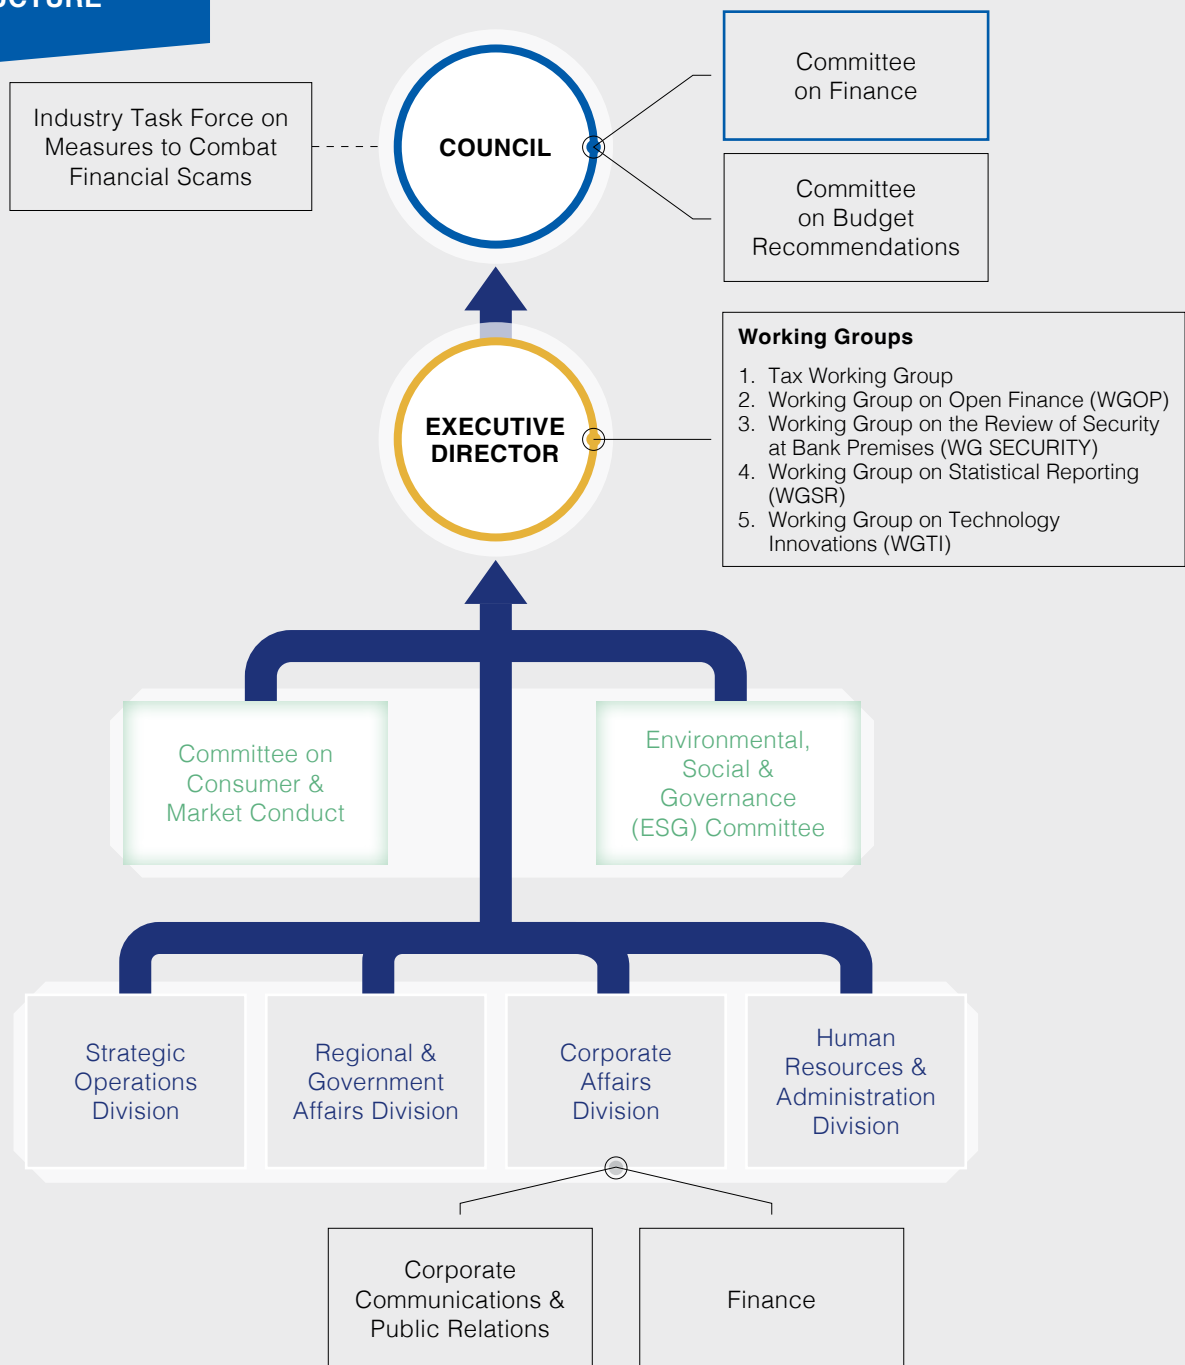 Industry Task Force on
Measures to Combat
Financial Scams
COUNCIL
Committee
on Finance
Committee
on Budget
Recommendations
EXECUTIVE
DIRECTOR
Working Groups
1. Tax Working Group
2. Working Group on Open Finance (WGOP)
3. Working Group on the Review of Security
at Bank Premises (WG SECURITY)
4. Working Group on Statistical Reporting
(WGSR)
5. Working Group on Technology
Innovations (WGTI)
Committee on
Consumer &
Market Conduct
Environmental,
Social &
Governance
(ESG) Committee
Strategic
Operations
Division
Regional &
Government
Affairs Division
Corporate
Affairs
Division
Human
Resources &
Administration
Division
Corporate
Communications &
Public Relations
Finance